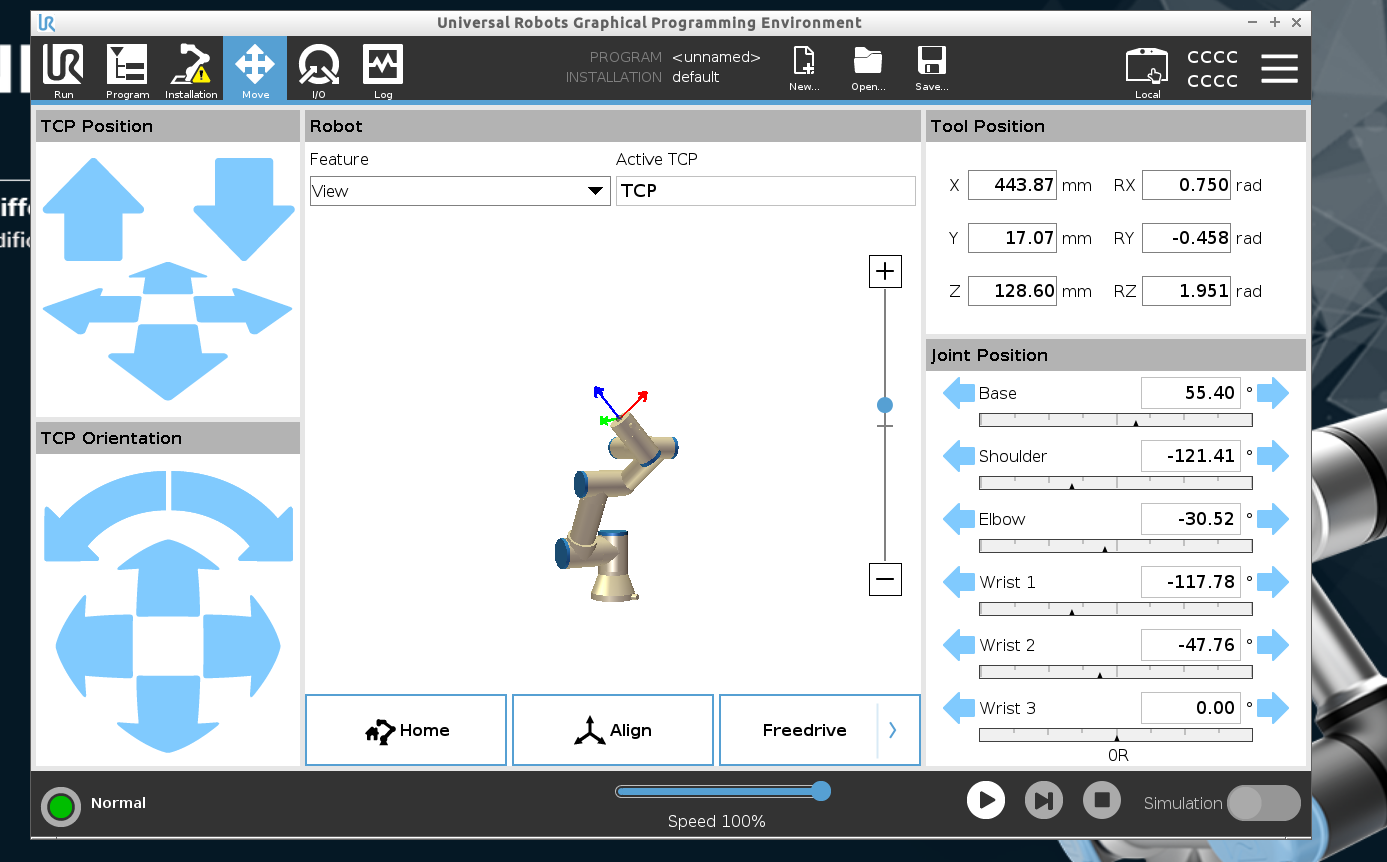 Universal Robots Graphical Programming Environment
Run
Program
Installation
Move
I/O
Log
PROGRAM <unnamed>
INSTALLATION default
New...
Open...
Save...
Local
CCCC
CCCC
TCP Position
Robot
Feature
Active TCP
View
TCP
Tool Position
X 443.87 mm RX 0.750 rad
Y 17.07 mm RY -0.458 rad
Z 128.60 mm RZ 1.951 rad
TCP Orientation
Joint Position
Base 55.40 °
Shoulder -121.41 °
Elbow -30.52 °
Wrist 1 -117.78 °
Wrist 2 -47.76 °
Wrist 3 0.00 °
0R
Home
Align
Freedrive
Normal
Speed 100%
Simulation